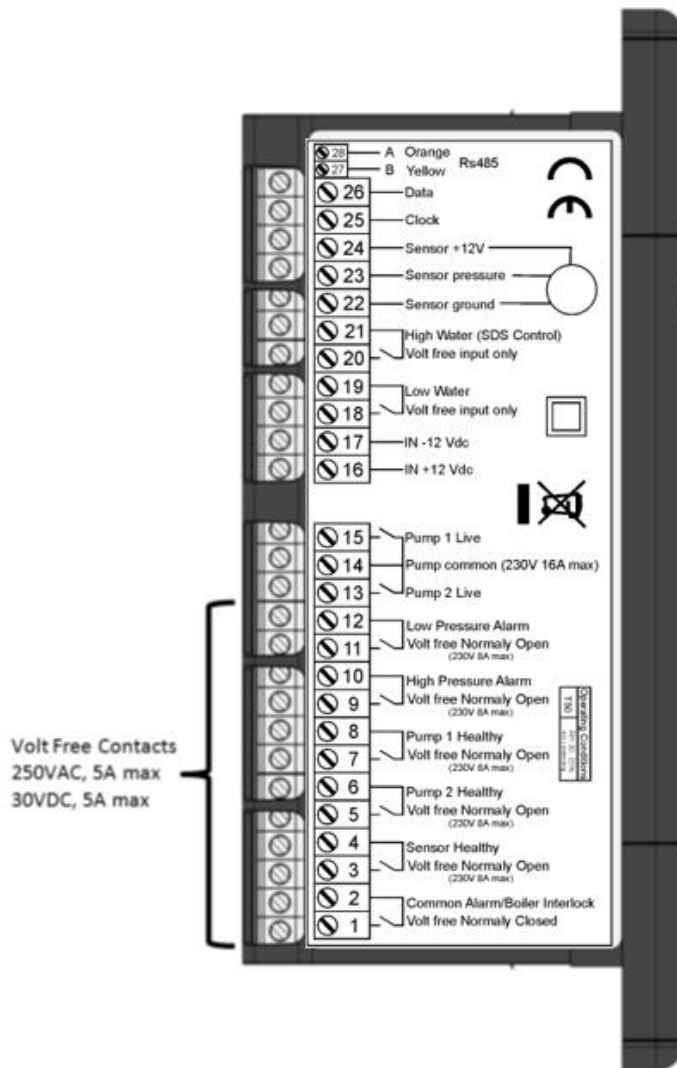 28 A Orange
Rs485
27 B Yellow
26 Data
25 Clock
24 Sensor +12V
23 Sensor pressure
22 Sensor ground
21 High Water (SDS Control)
20 Volt free input only
19 Low Water
18 Volt free input only
17 IN -12 Vdc
16 IN +12 Vdc
15 Pump 1 Live
14 Pump common (230V 16A max)
13 Pump 2 Live
12 Low Pressure Alarm
11 Volt free Normaly Open
(230V 8A max)
10 High Pressure Alarm
9 Volt free Normaly Open
(230V 8A max)
8 Pump 1 Healthy
7 Volt free Normaly Open
(230V 8A max)
6 Pump 2 Healthy
5 Volt free Normaly Open
(230V 8A max)
4 Sensor Healthy
3 Volt free Normaly Open
(230V 8A max)
2 Common Alarm/Boiler Interlock
1 Volt free Normaly Closed
Operating Conditions
T50
Volt Free Contacts
250VAC, 5A max
30VDC, 5A max